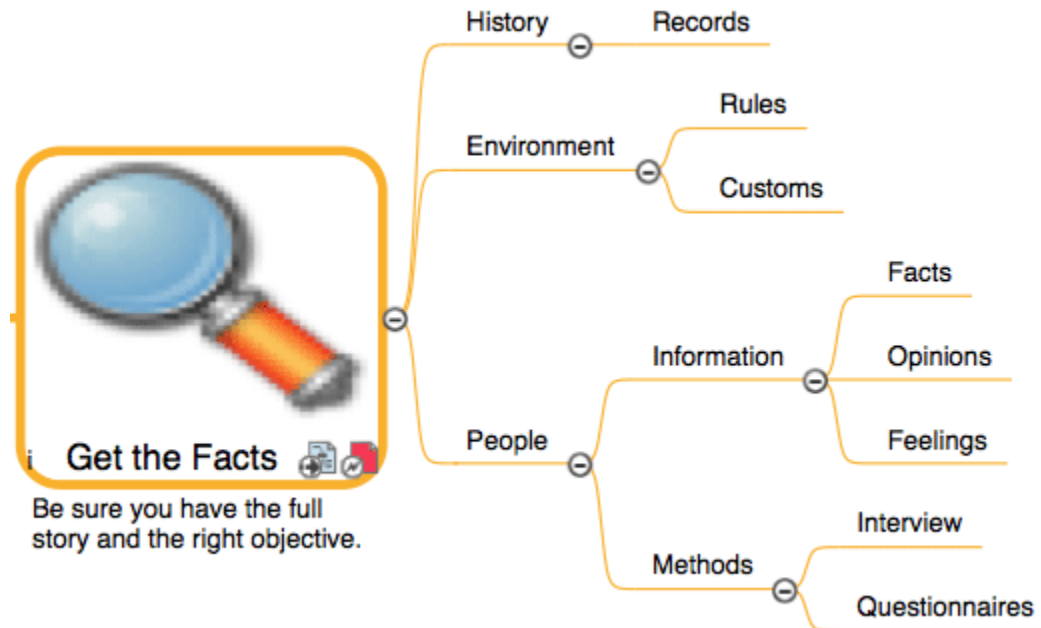 History
Records
Environment
Rules
Customs
i Get the Facts
Be sure you have the full
story and the right objective.
People
Information
Facts
Opinions
Feelings
Methods
Interview
Questionnaires